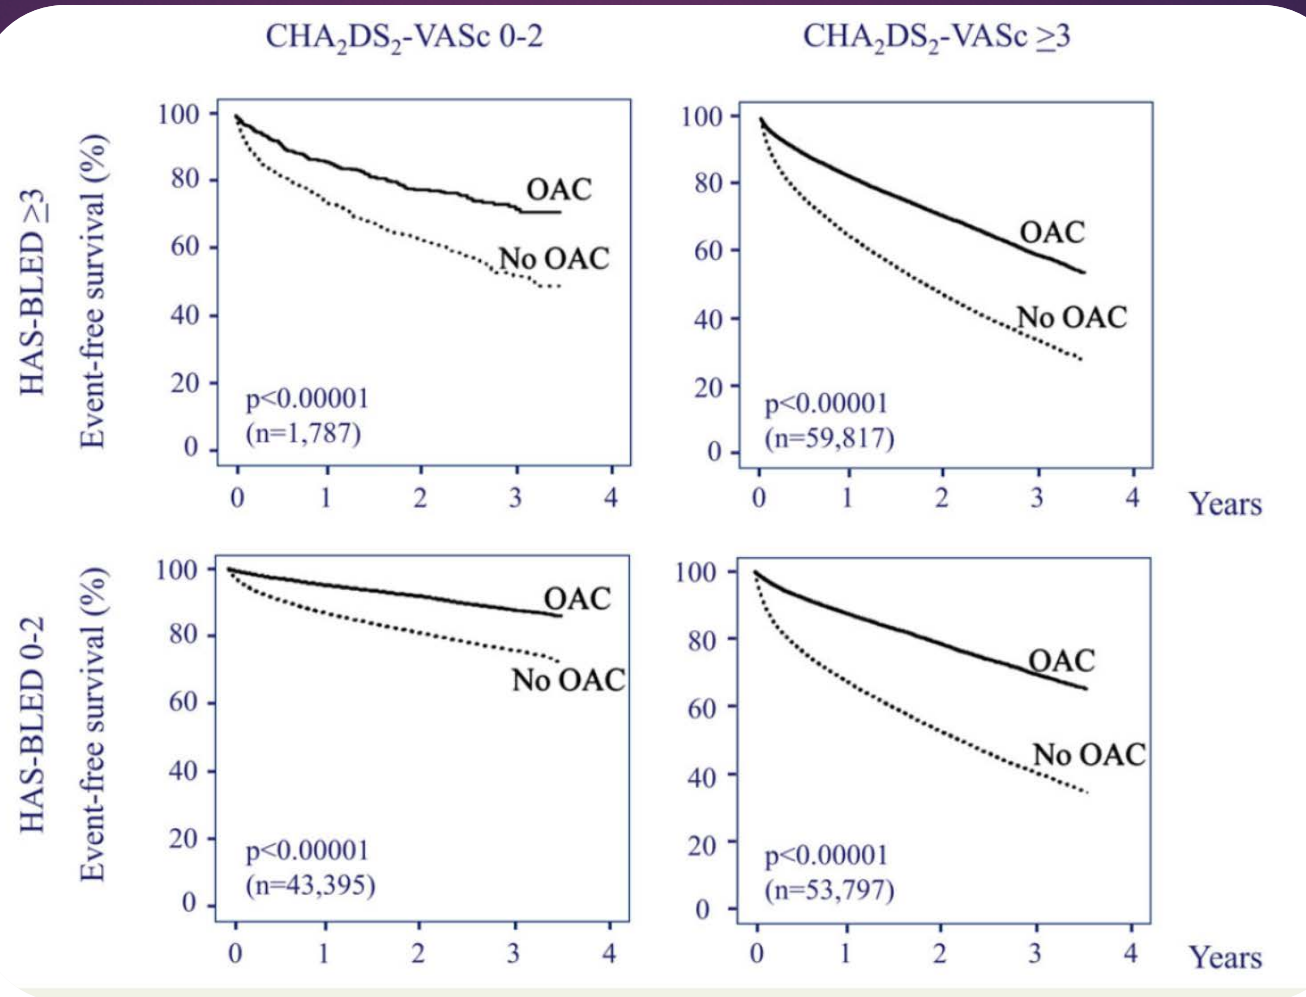 CHA₂DS₂-VASc 0-2
CHA₂DS₂-VASc ≥3
HAS-BLED ≥3
Event-free survival (%)
100
80
60
40
20
0
OAC
No OAC
p<0.00001
(n=1,787)
0 1 2 3 4
100
80
60
40
20
0
OAC
No OAC
p<0.00001
(n=59,817)
0 1 2 3 4 Years
HAS-BLED 0-2
Event-free survival (%)
100
80
60
40
20
0
OAC
No OAC
p<0.00001
(n=43,395)
0 1 2 3 4
100
80
60
40
20
0
OAC
No OAC
p<0.00001
(n=53,797)
0 1 2 3 4 Years